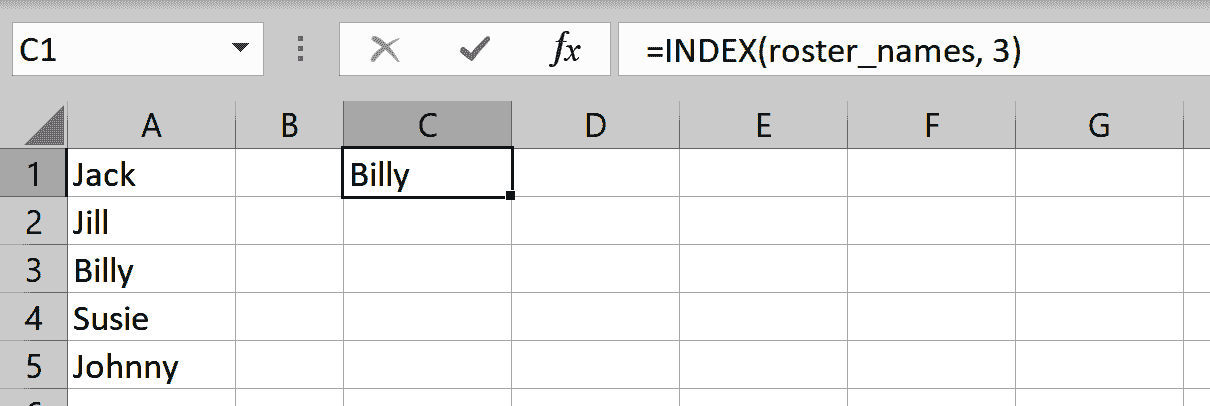 C1 fx =INDEX(roster_names, 3)
A B C D E F G
1 Jack Billy
2 Jill
3 Billy
4 Susie
5 Johnny